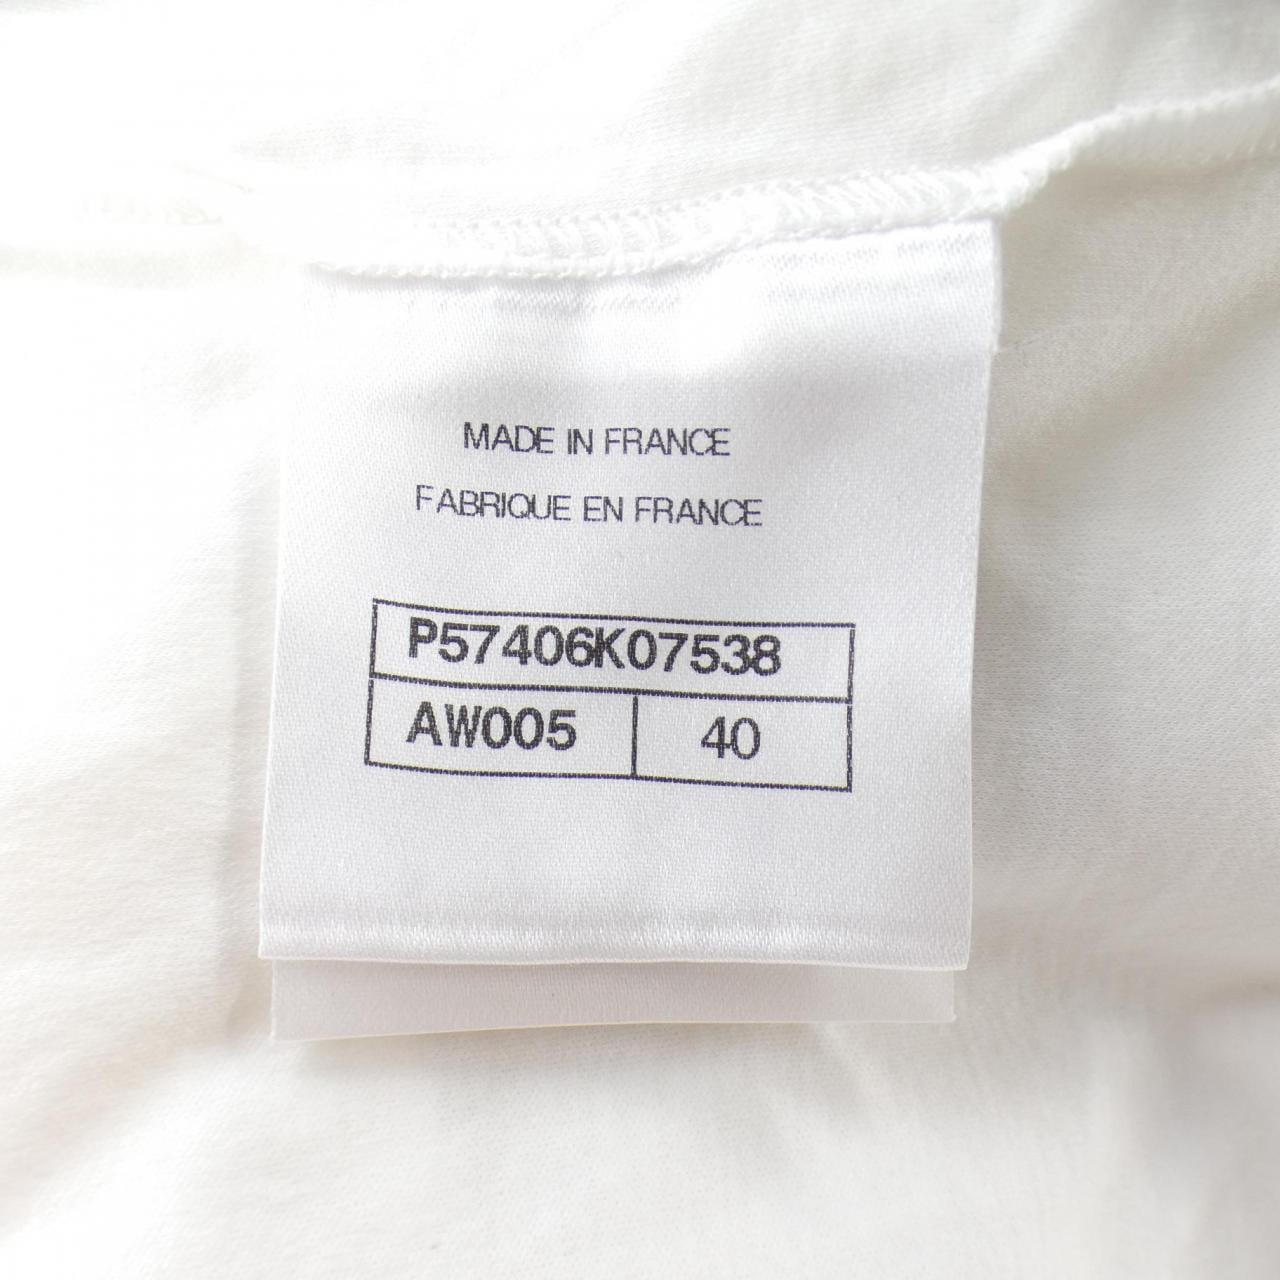 MADE IN FRANCE
FABRIQUE EN FRANCE
P57406K07538
AW005 40